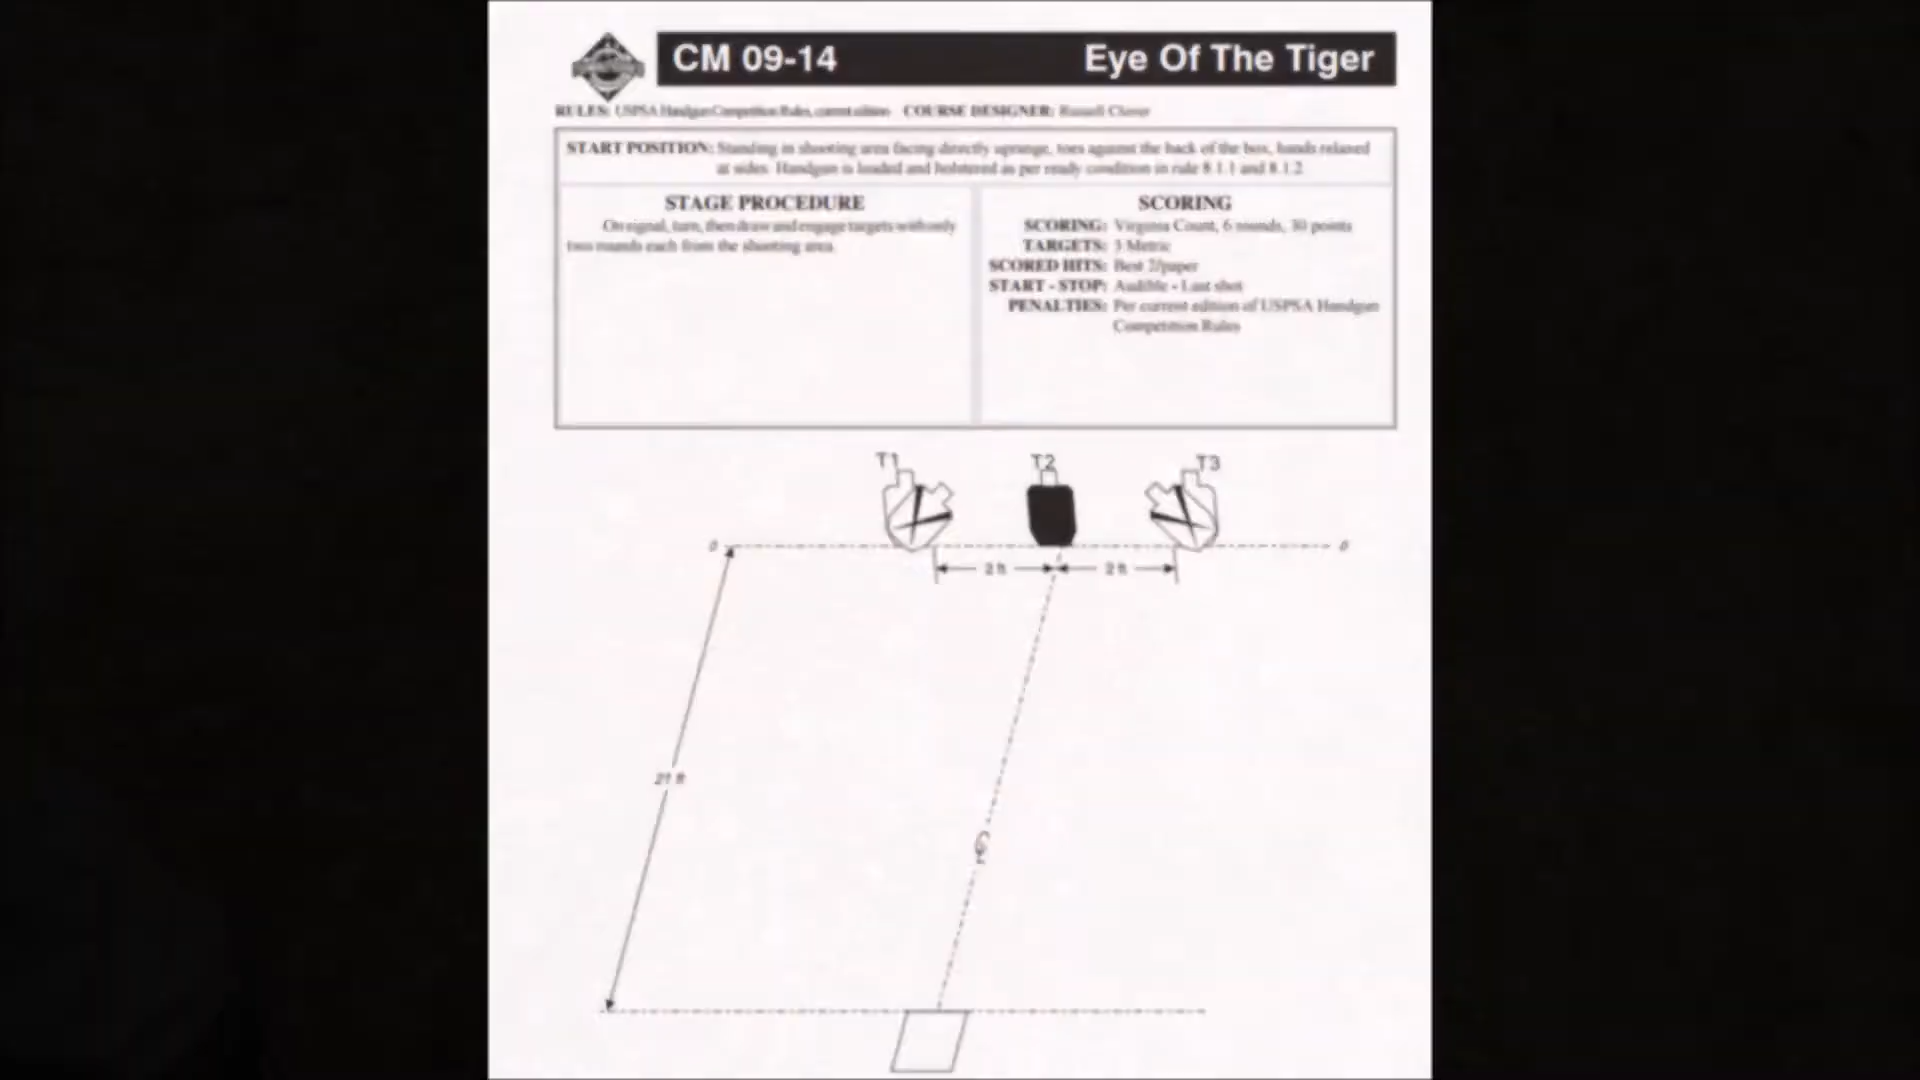 CM 09-14 Eye Of The Tiger
RULES: USPSA Handgun Competition Rules, current edition COURSE DESIGNER: Russell Cluver
START POSITION: Standing in shooting area facing directly uprange, toes against the back of the box, hands relaxed
at sides. Handgun is loaded and holstered as per ready condition in rule 8.1.1 and 8.1.2
STAGE PROCEDURE
On signal, turn, then draw and engage targets with only
two rounds each from the shooting area.
SCORING
SCORING: Virginia Count, 6 rounds, 30 points
TARGETS: 3 Metric
SCORED HITS: Best 2/paper
START - STOP: Audible - Last shot
PENALTIES: Per current edition of USPSA Handgun
Competition Rules
T1 T2 T3
0 0
2 ft 2 ft
21 ft